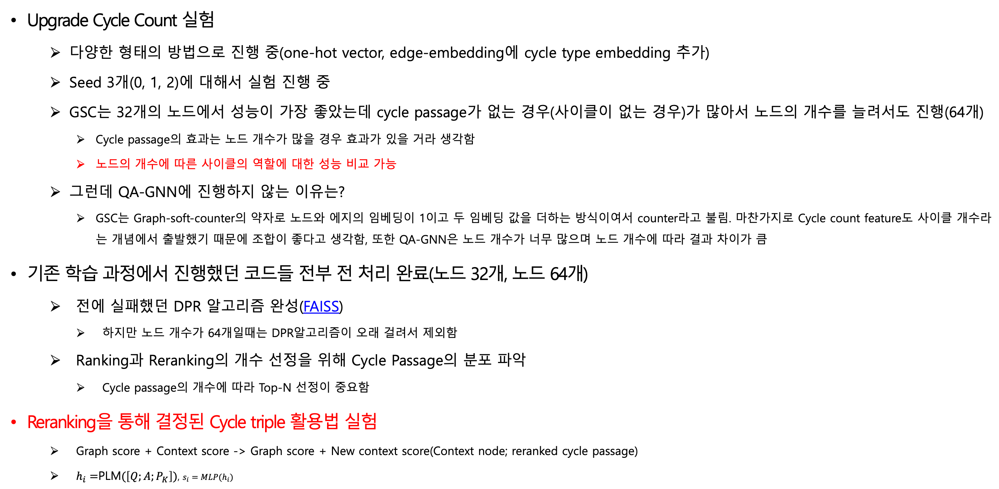 • Upgrade Cycle Count 실험
➢ 다양한 형태의 방법으로 진행 중(one-hot vector, edge-embedding에 cycle type embedding 추가)
➢ Seed 3개(0, 1, 2)에 대해서 실험 진행 중
➢ GSC는 32개의 노드에서 성능이 가장 좋았는데 cycle passage가 없는 경우(사이클이 없는 경우)가 많아서 노드의 개수를 늘려서도 진행(64개)
➢ Cycle passage의 효과는 노드 개수가 많을 경우 효과가 있을 거라 생각함
➢ 노드의 개수에 따른 사이클의 역할에 대한 성능 비교 가능
➢ 그런데 QA-GNN에 진행하지 않는 이유는?
➢ GSC는 Graph-soft-counter의 약자로 노드와 에지의 임베딩이 1이고 두 임베딩 값을 더하는 방식이여서 counter라고 불림. 마찬가지로 Cycle count feature도 사이클 개수라
는 개념에서 출발했기 때문에 조합이 좋다고 생각함, 또한 QA-GNN은 노드 개수가 너무 많으며 노드 개수에 따라 결과 차이가 큼
• 기존 학습 과정에서 진행했던 코드들 전부 전 처리 완료(노드 32개, 노드 64개)
➢ 전에 실패했던 DPR 알고리즘 완성(FAISS)
➢ 하지만 노드 개수가 64개일때는 DPR알고리즘이 오래 걸려서 제외함
➢ Ranking과 Reranking의 개수 선정을 위해 Cycle Passage의 분포 파악
➢ Cycle passage의 개수에 따라 Top-N 선정이 중요함
• Reranking을 통해 결정된 Cycle triple 활용법 실험
➢ Graph score + Context score -> Graph score + New context score(Context node; reranked cycle passage)
➢ h_i =PLM([Q; A; P_K]), s_i = MLP(h_i)